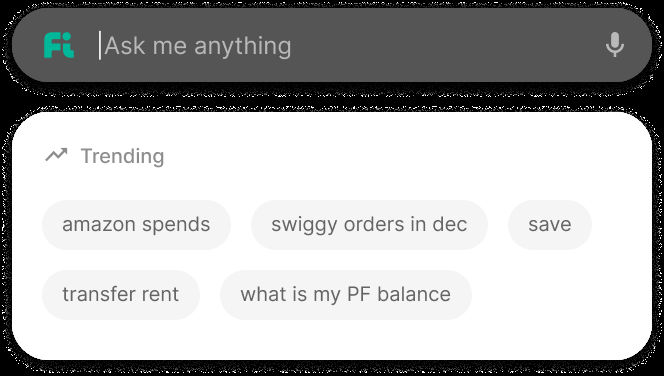 Fi Ask me anything
Trending
amazon spends swiggy orders in dec save
transfer rent what is my PF balance